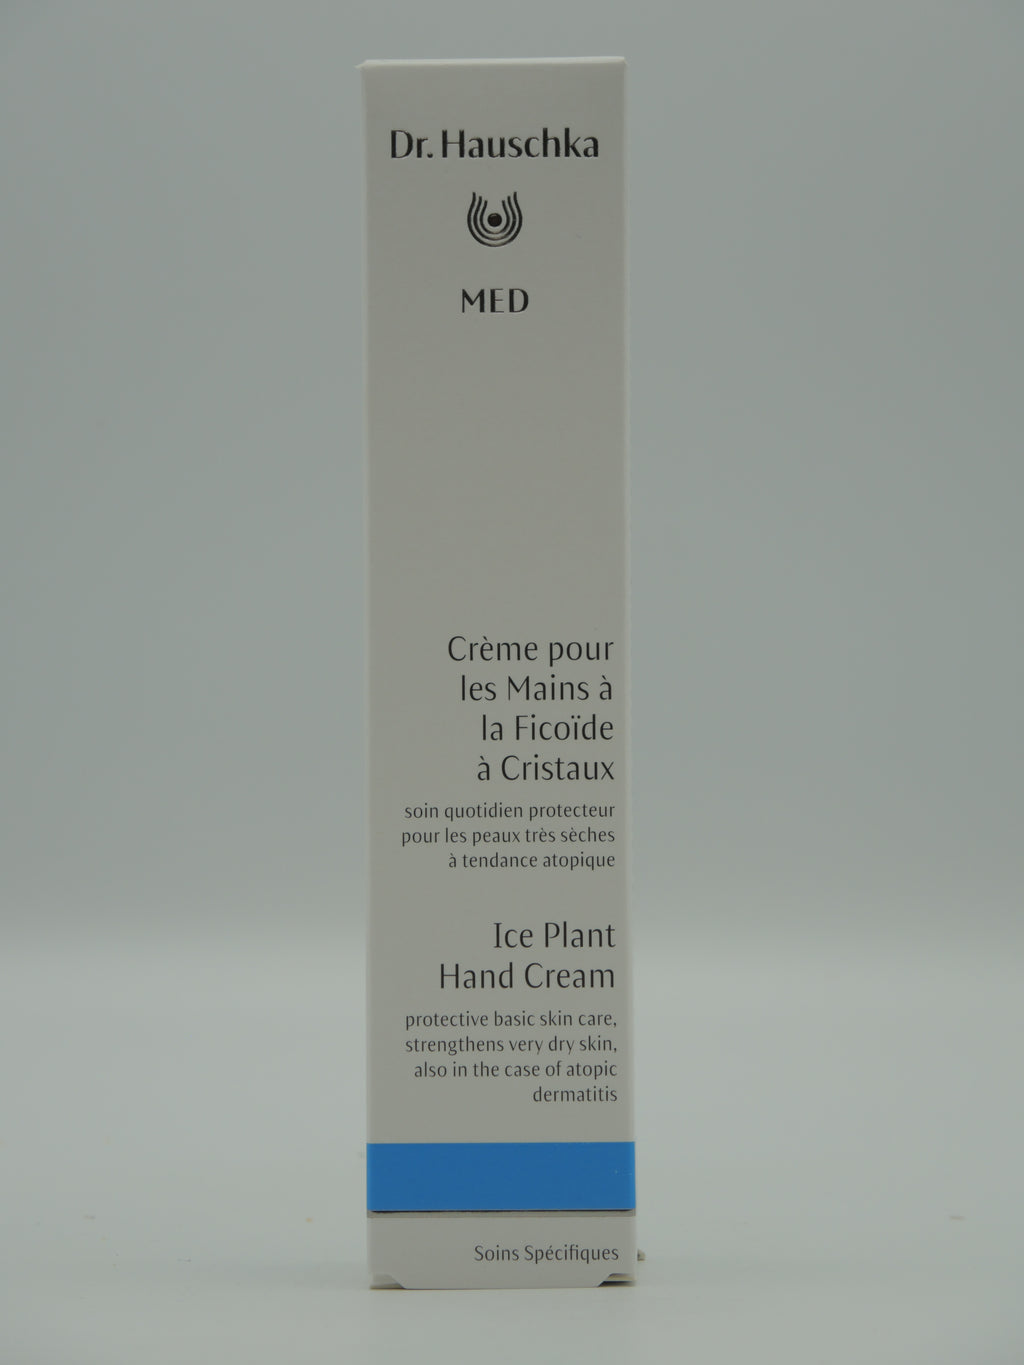 Dr. Hauschka
MED
Crème pour
les Mains à
la Ficoïde
à Cristaux
soin quotidien protecteur
pour les peaux très sèches
à tendance atopique
Ice Plant
Hand Cream
protective basic skin care,
strengthens very dry skin,
also in the case of atopic
dermatitis
Soins Spécifiques